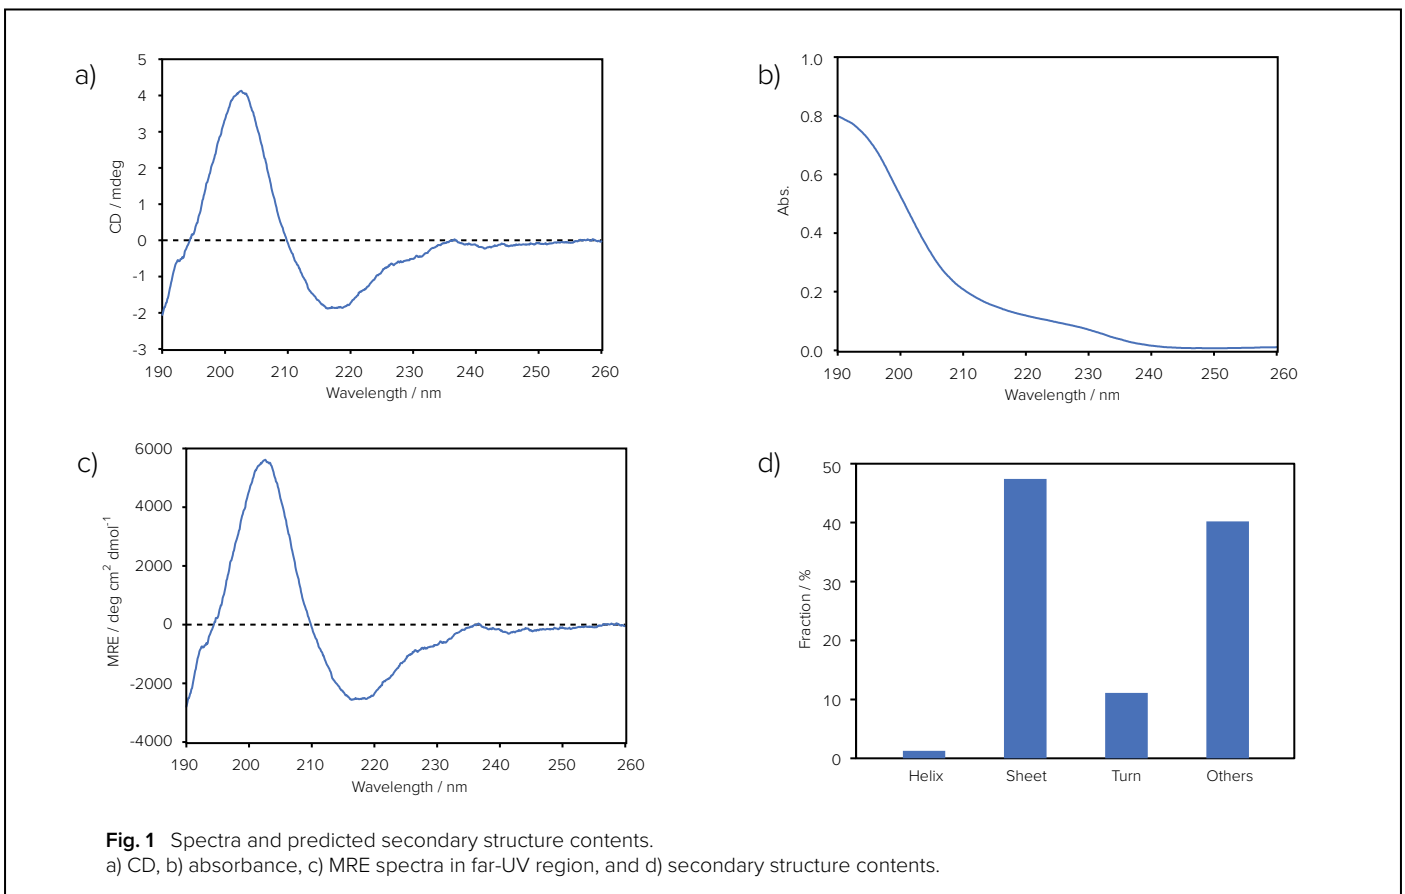 a)
5
4
3
2
1
0
-1
-2
-3
CD / mdeg
190 200 210 220 230 240 250 260
Wavelength / nm
b)
1.0
0.8
0.6
0.4
0.2
0.0
Abs.
190 200 210 220 230 240 250 260
Wavelength / nm
c)
6000
4000
2000
0
-2000
-4000
MRE / deg cm² dmol⁻¹
190 200 210 220 230 240 250 260
Wavelength / nm
d)
50
40
30
20
10
0
Fraction / %
Helix Sheet Turn Others
Fig. 1 Spectra and predicted secondary structure contents.
a) CD, b) absorbance, c) MRE spectra in far-UV region, and d) secondary structure contents.